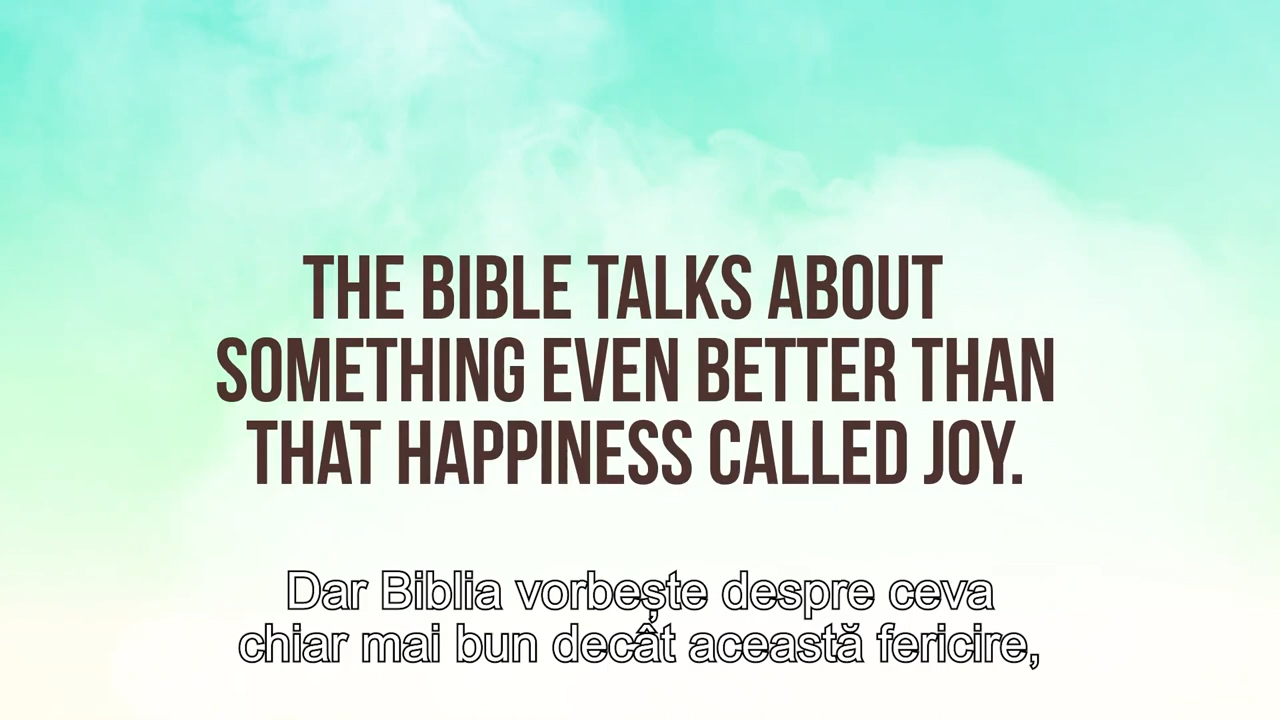 THE BIBLE TALKS ABOUT
SOMETHING EVEN BETTER THAN
THAT HAPPINESS CALLED JOY.
Dar Biblia vorbește despre ceva
chiar mai bun decât această fericire,